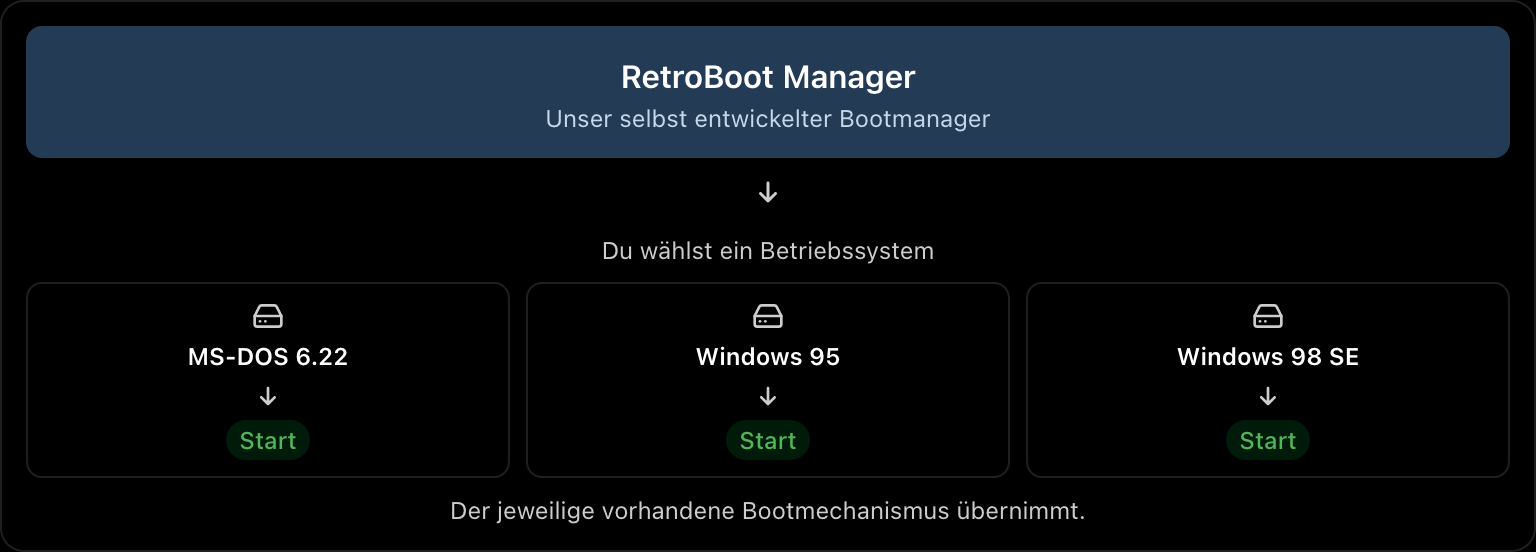 RetroBoot Manager
Unser selbst entwickelter Bootmanager
Du wählst ein Betriebssystem
MS-DOS 6.22
Start
Windows 95
Start
Windows 98 SE
Start
Der jeweilige vorhandene Bootmechanismus übernimmt.